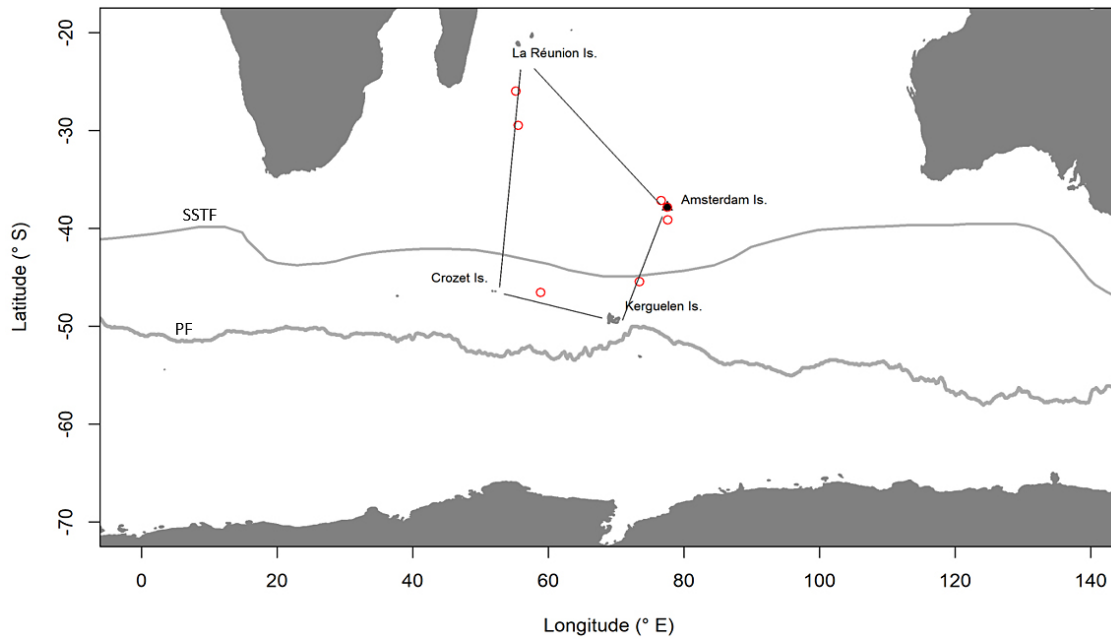 -20
-30
-40
-50
-60
-70
Latitude (° S)
La Réunion Is.
Amsterdam Is.
SSTF
Crozet Is.
Kerguelen Is.
PF
0 20 40 60 80 100 120 140
Longitude (° E)